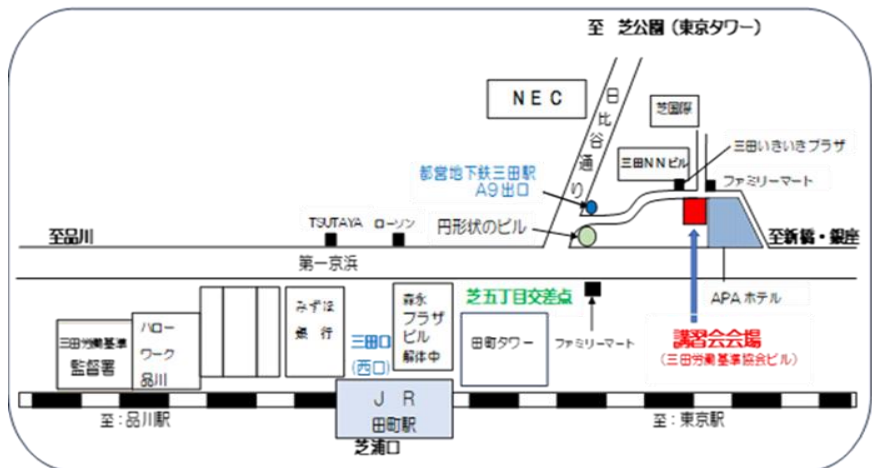 至 芝公園（東京タワー）
NEC
日比谷通り
芝国際
三田いきいきプラザ
三田NNビル
ファミリーマート
都営地下鉄三田駅
A9出口
TSUTAYA
ローソン
円形状のビル
至品川
至新橋・銀座
第一京浜
APAホテル
芝五丁目交差点
みずほ
銀行
森永
プラザ
ビル
解体中
三田口
(西口)
田町タワー
ファミリーマート
講習会会場
（三田労働基準協会ビル）
三田労働基準
監督署
ハロー
ワーク
品川
JR
田町駅
至：品川駅
至：東京駅
芝浦口